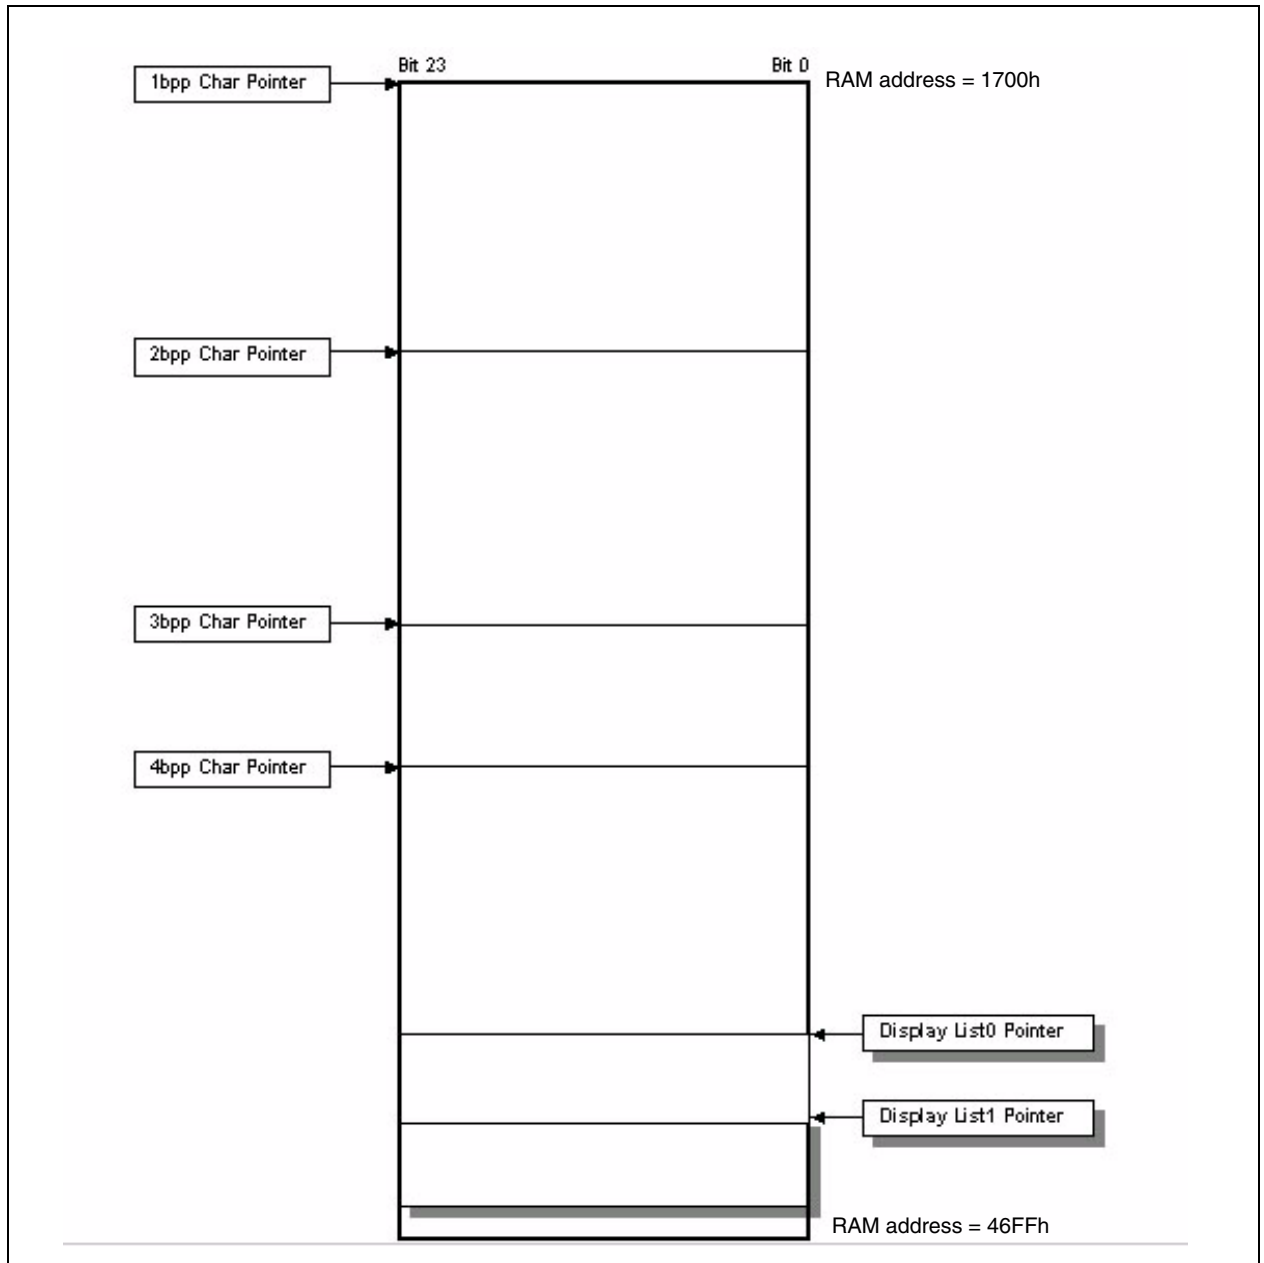 Bit 23
Bit 0
RAM address = 1700h
1bpp Char Pointer
2bpp Char Pointer
3bpp Char Pointer
4bpp Char Pointer
Display List0 Pointer
Display List1 Pointer
RAM address = 46FFh